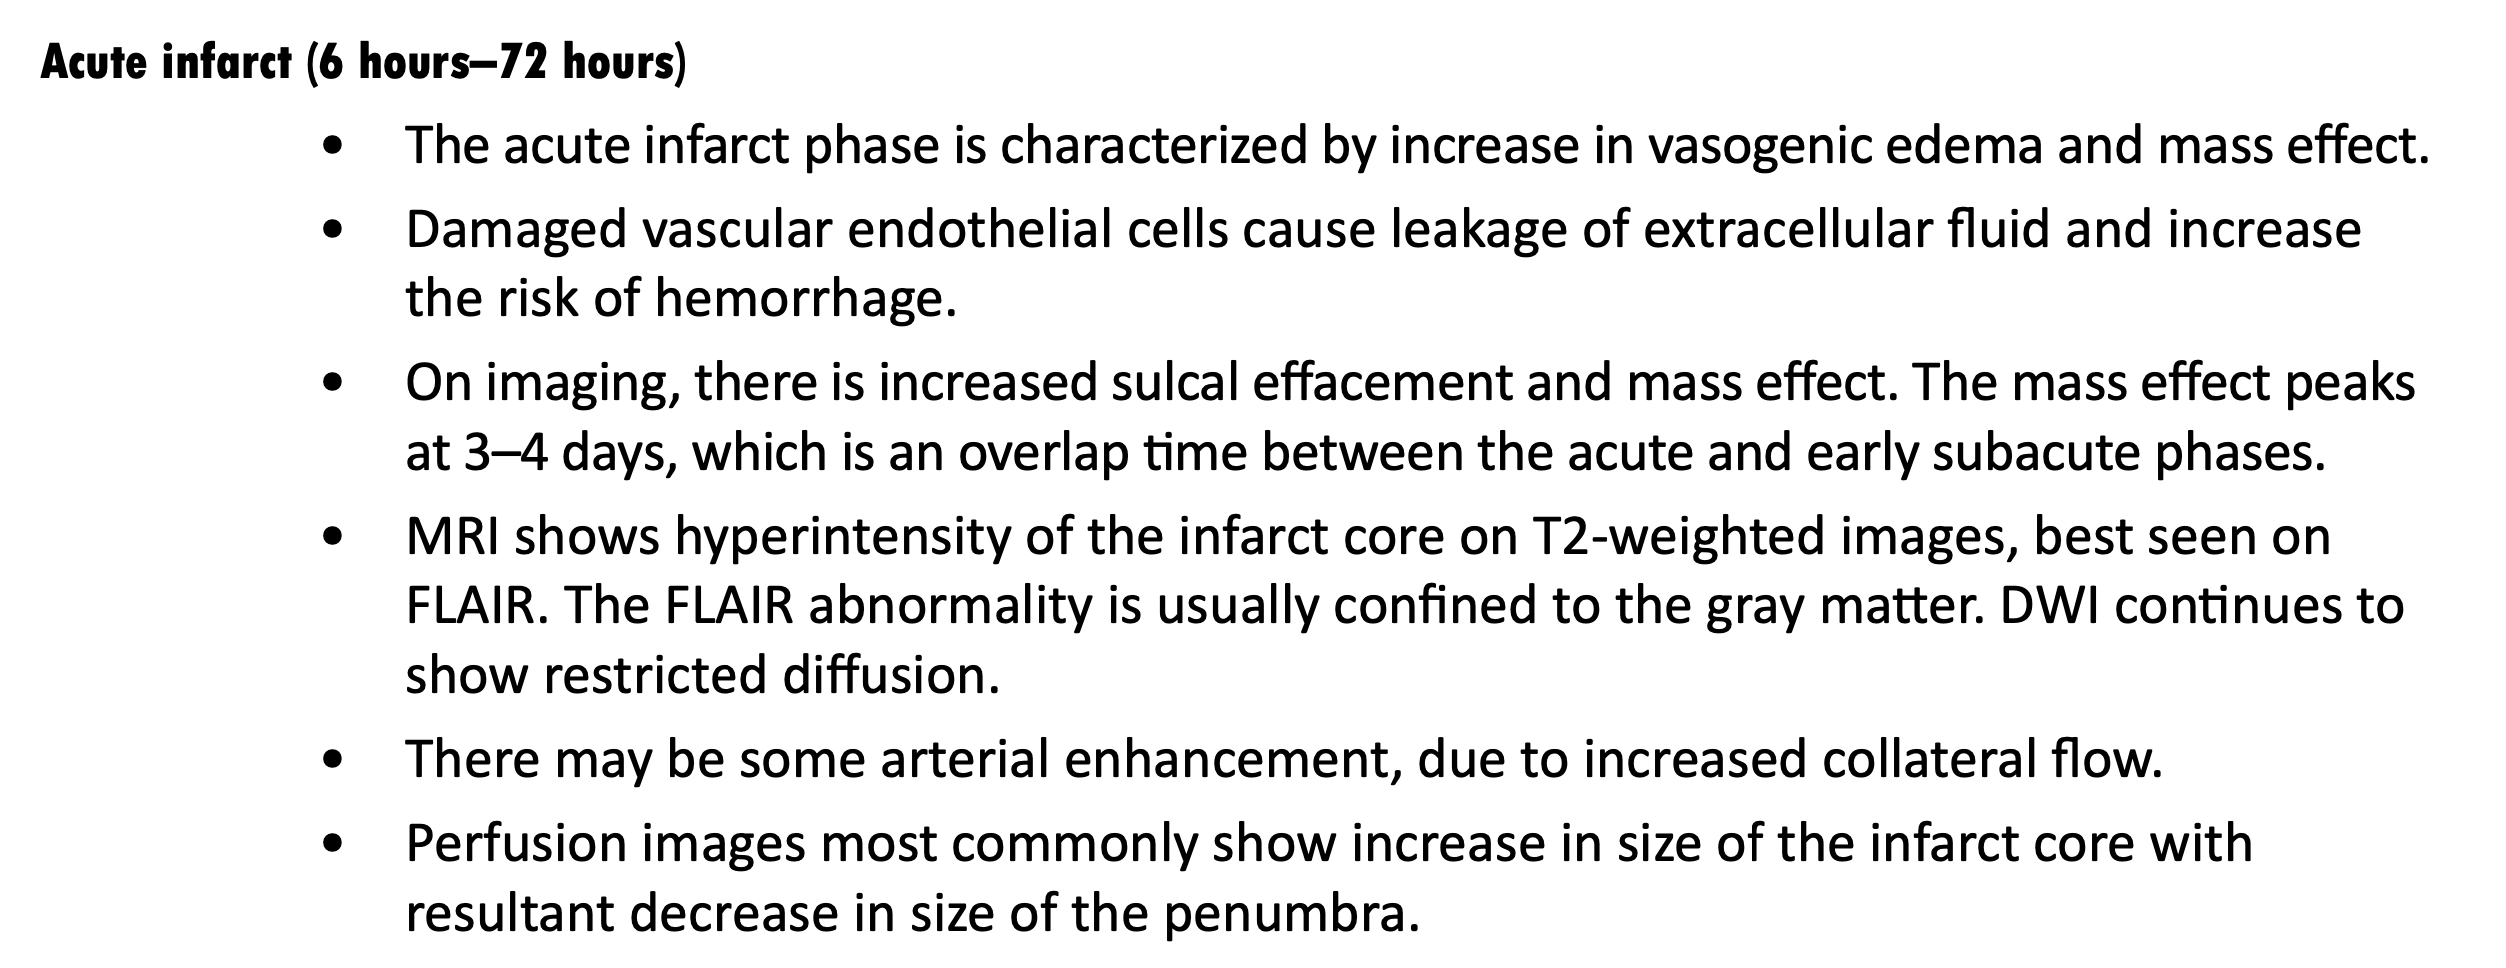 Acute infarct (6 hours–72 hours)
• The acute infarct phase is characterized by increase in vasogenic edema and mass effect.
• Damaged vascular endothelial cells cause leakage of extracellular fluid and increase
the risk of hemorrhage.
• On imaging, there is increased sulcal effacement and mass effect. The mass effect peaks
at 3–4 days, which is an overlap time between the acute and early subacute phases.
• MRI shows hyperintensity of the infarct core on T2-weighted images, best seen on
FLAIR. The FLAIR abnormality is usually confined to the gray matter. DWI continues to
show restricted diffusion.
• There may be some arterial enhancement, due to increased collateral flow.
• Perfusion images most commonly show increase in size of the infarct core with
resultant decrease in size of the penumbra.